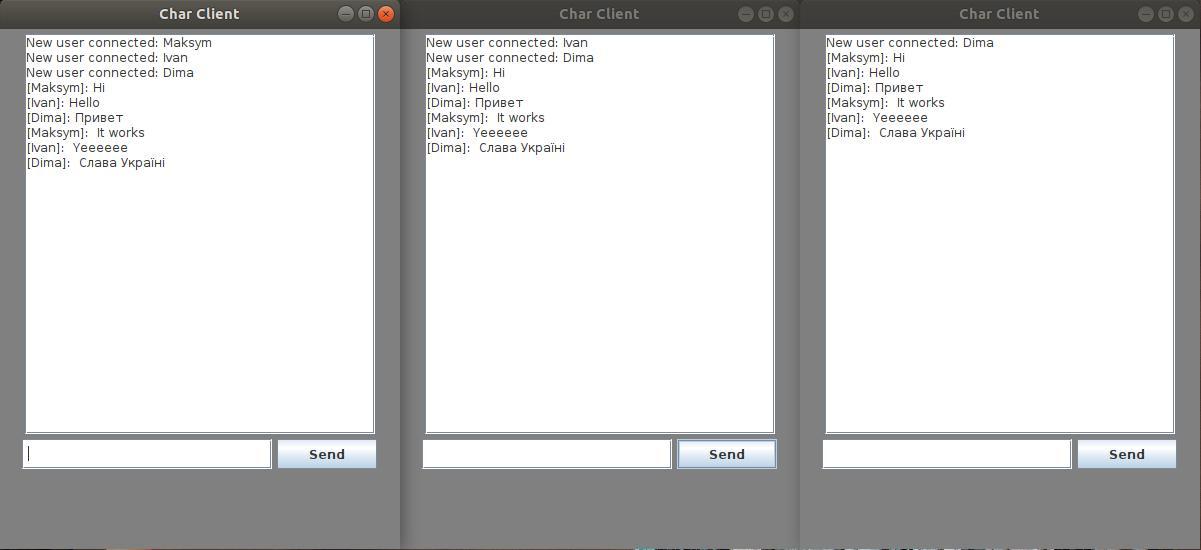 Char Client
New user connected: Maksym
New user connected: Ivan
New user connected: Dima
[Maksym]: Hi
[Ivan]: Hello
[Dima]: Привет
[Maksym]:  It works
[Ivan]:  Yeeeeee
[Dima]:  Слава Україні
Send
Char Client
New user connected: Ivan
New user connected: Dima
[Maksym]: Hi
[Ivan]: Hello
[Dima]: Привет
[Maksym]:  It works
[Ivan]:  Yeeeeee
[Dima]:  Слава Україні
Send
Char Client
New user connected: Dima
[Maksym]: Hi
[Ivan]: Hello
[Dima]: Привет
[Maksym]:  It works
[Ivan]:  Yeeeeee
[Dima]:  Слава Україні
Send